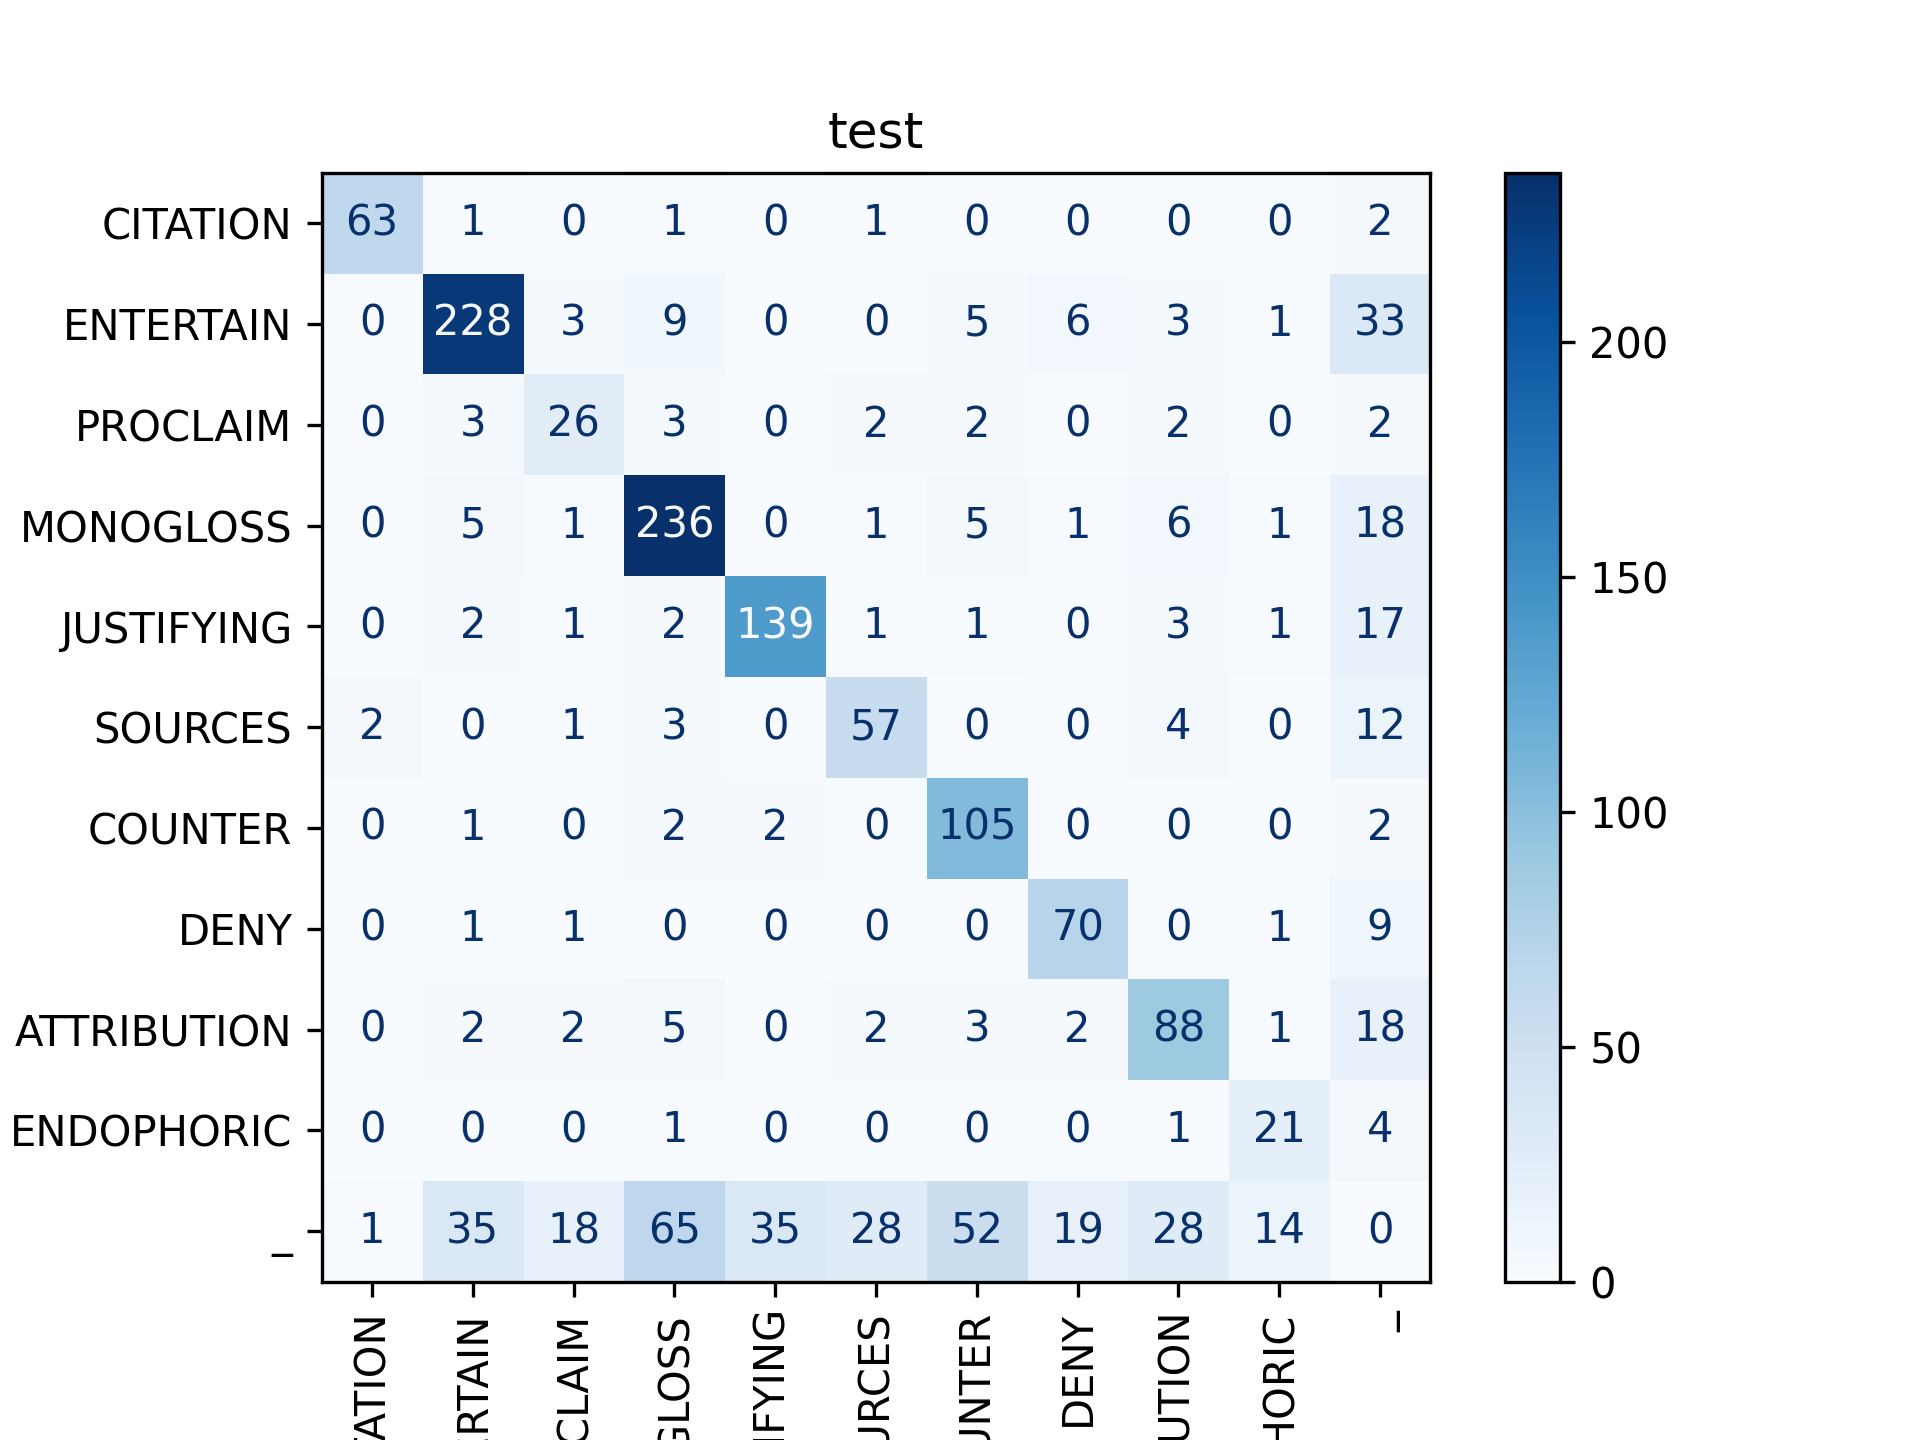 test
CITATION 63 1 0 1 0 1 0 0 0 0 2
ENTERTAIN 0 228 3 9 0 0 5 6 3 1 33
PROCLAIM 0 3 26 3 0 2 2 0 2 0 2
MONOGLOSS 0 5 1 236 0 1 5 1 6 1 18
JUSTIFYING 0 2 1 2 139 1 1 0 3 1 17
SOURCES 2 0 1 3 0 57 0 0 4 0 12
COUNTER 0 1 0 2 2 0 105 0 0 0 2
DENY 0 1 1 0 0 0 0 70 0 1 9
ATTRIBUTION 0 2 2 5 0 2 3 2 88 1 18
ENDOPHORIC 0 0 0 1 0 0 0 0 1 21 4
_ 1 35 18 65 35 28 52 19 28 14 0
TATION
RTAIN
CLAIM
GLOSS
IFYING
URCES
UNTER
DENY
UTION
HORIC
_
200
150
100
50
0